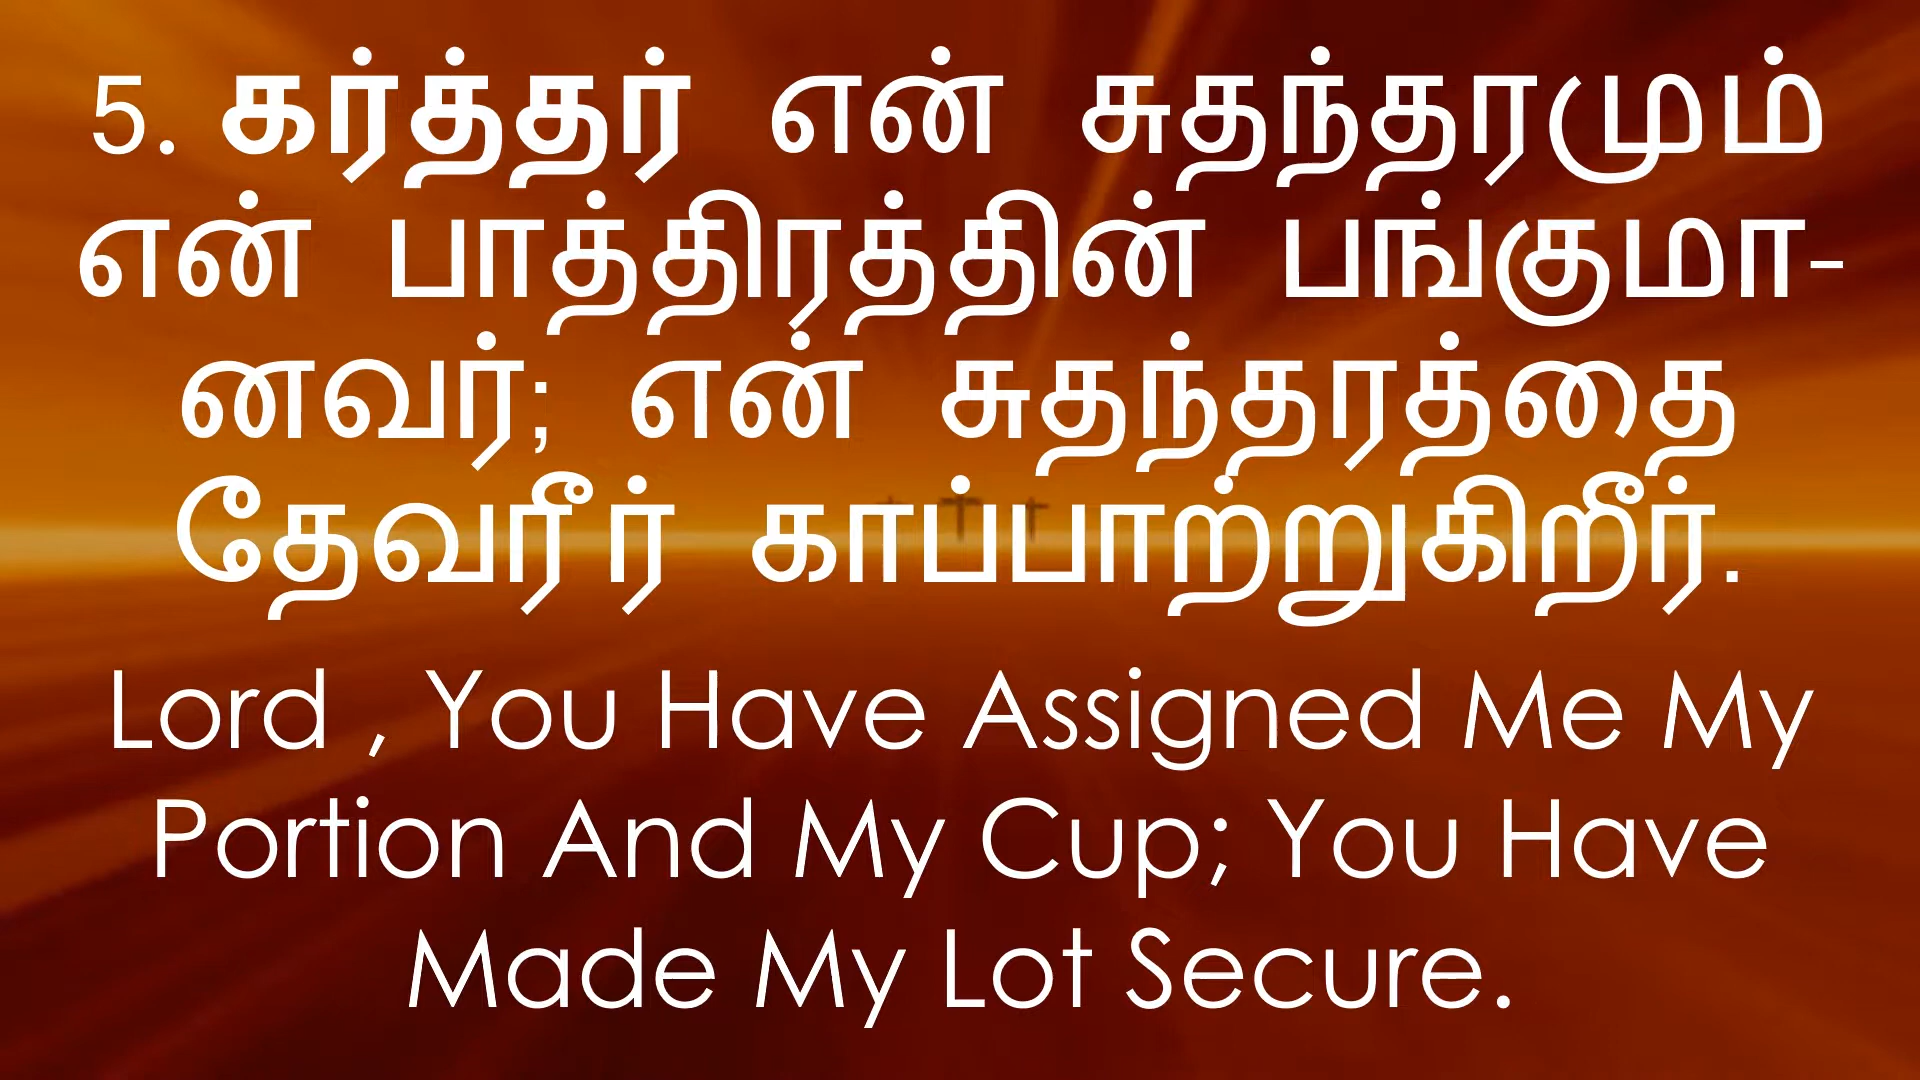 5. கர்த்தர் என் சுதந்தரமும்
என் பாத்திரத்தின் பங்குமா-
னவர்; என் சுதந்தரத்தை
தேவரீர் காப்பாற்றுகிறீர்.
Lord , You Have Assigned Me My
Portion And My Cup; You Have
Made My Lot Secure.